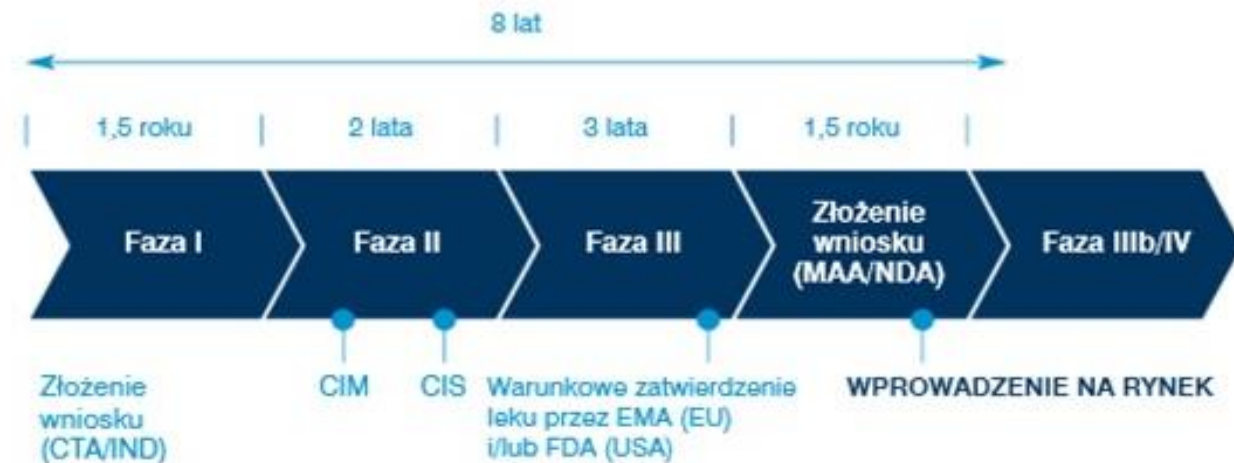 8 lat
1,5 roku
2 lata
3 lata
1,5 roku
Faza I
Faza II
Faza III
Złożenie
wniosku
(MAA/NDA)
Faza IIIb/IV
Złożenie
wniosku
(CTA/IND)
CIM
CIS
Warunkowe zatwierdzenie
leku przez EMA (EU)
i/lub FDA (USA)
WPROWADZENIE NA RYNEK